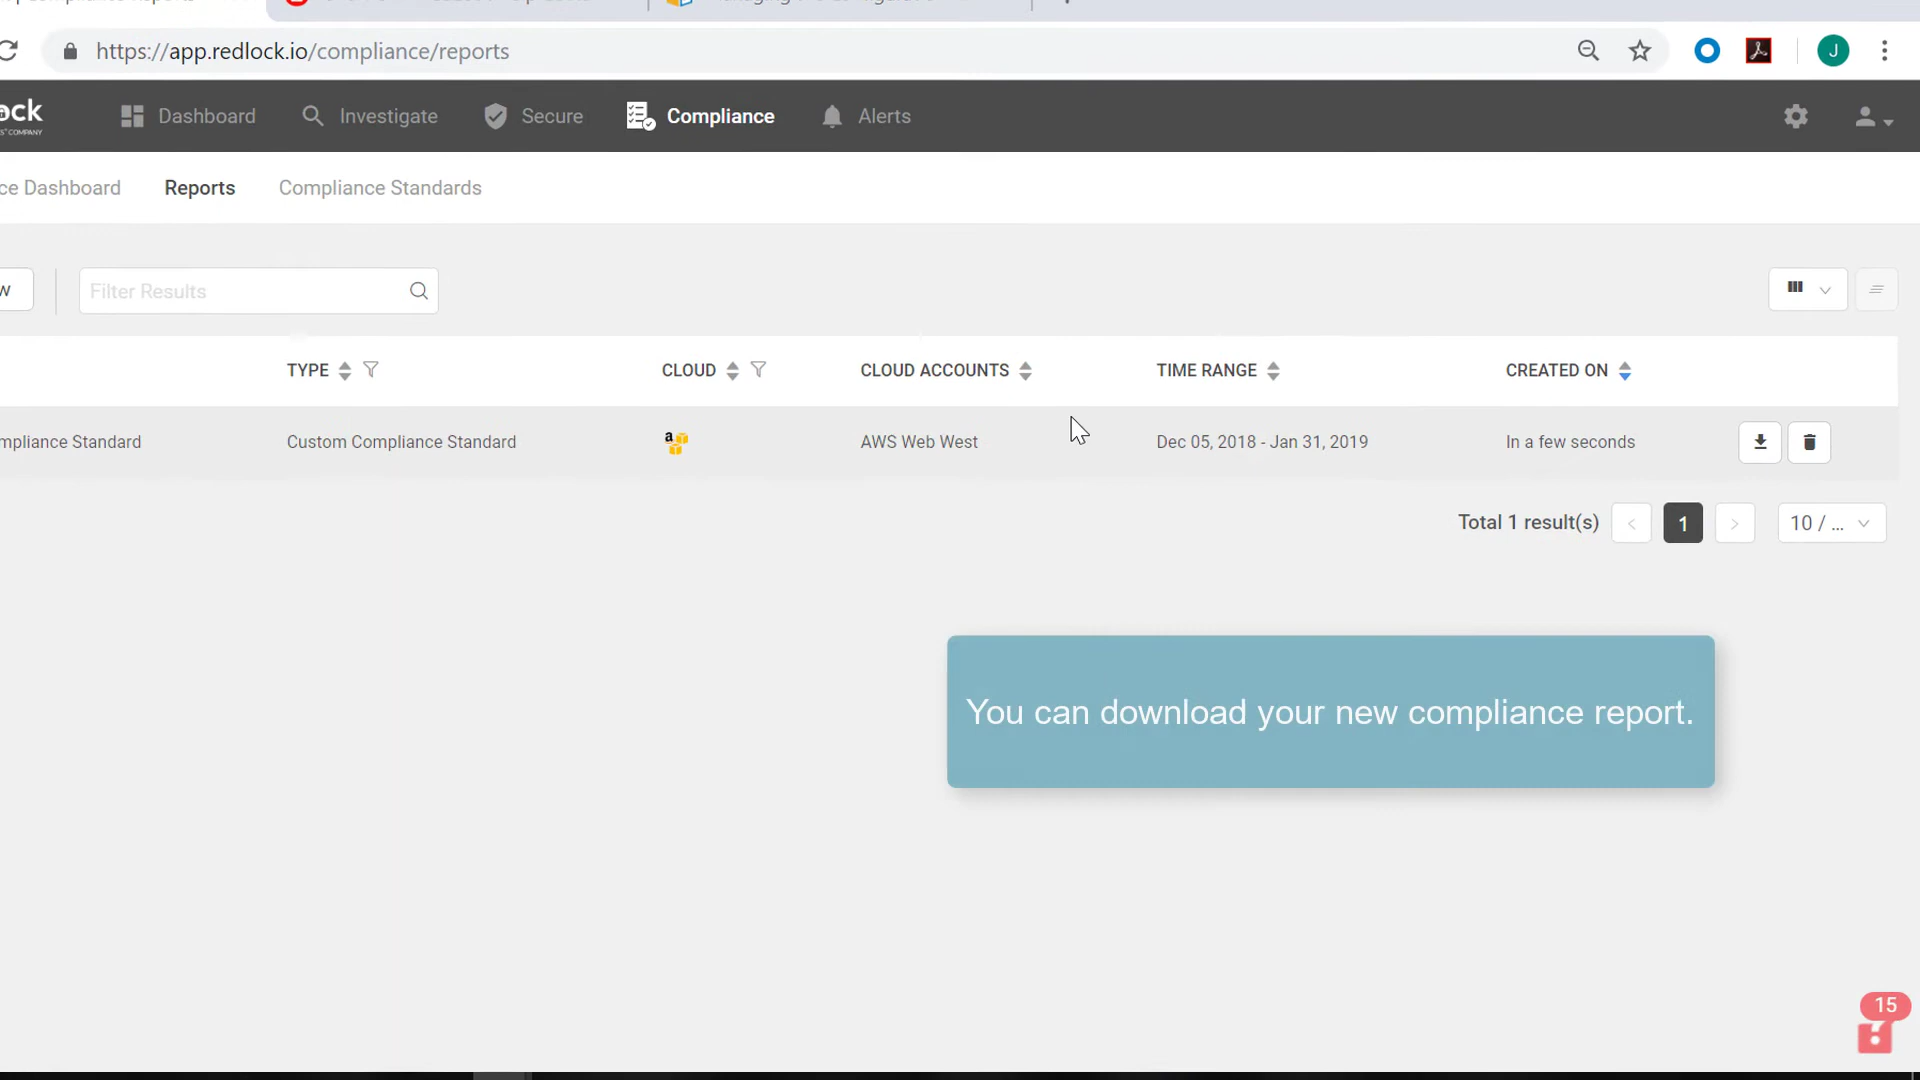 https://app.redlock.io/compliance/reports
J
ock
Dashboard
Investigate
Secure
Compliance
Alerts
ce Dashboard
Reports
Compliance Standards
w
Filter Results
TYPE
CLOUD
CLOUD ACCOUNTS
TIME RANGE
CREATED ON
mpliance Standard
Custom Compliance Standard
a
AWS Web West
Dec 05, 2018 - Jan 31, 2019
In a few seconds
Total 1 result(s)
1
10 / ...
You can download your new compliance report.
15